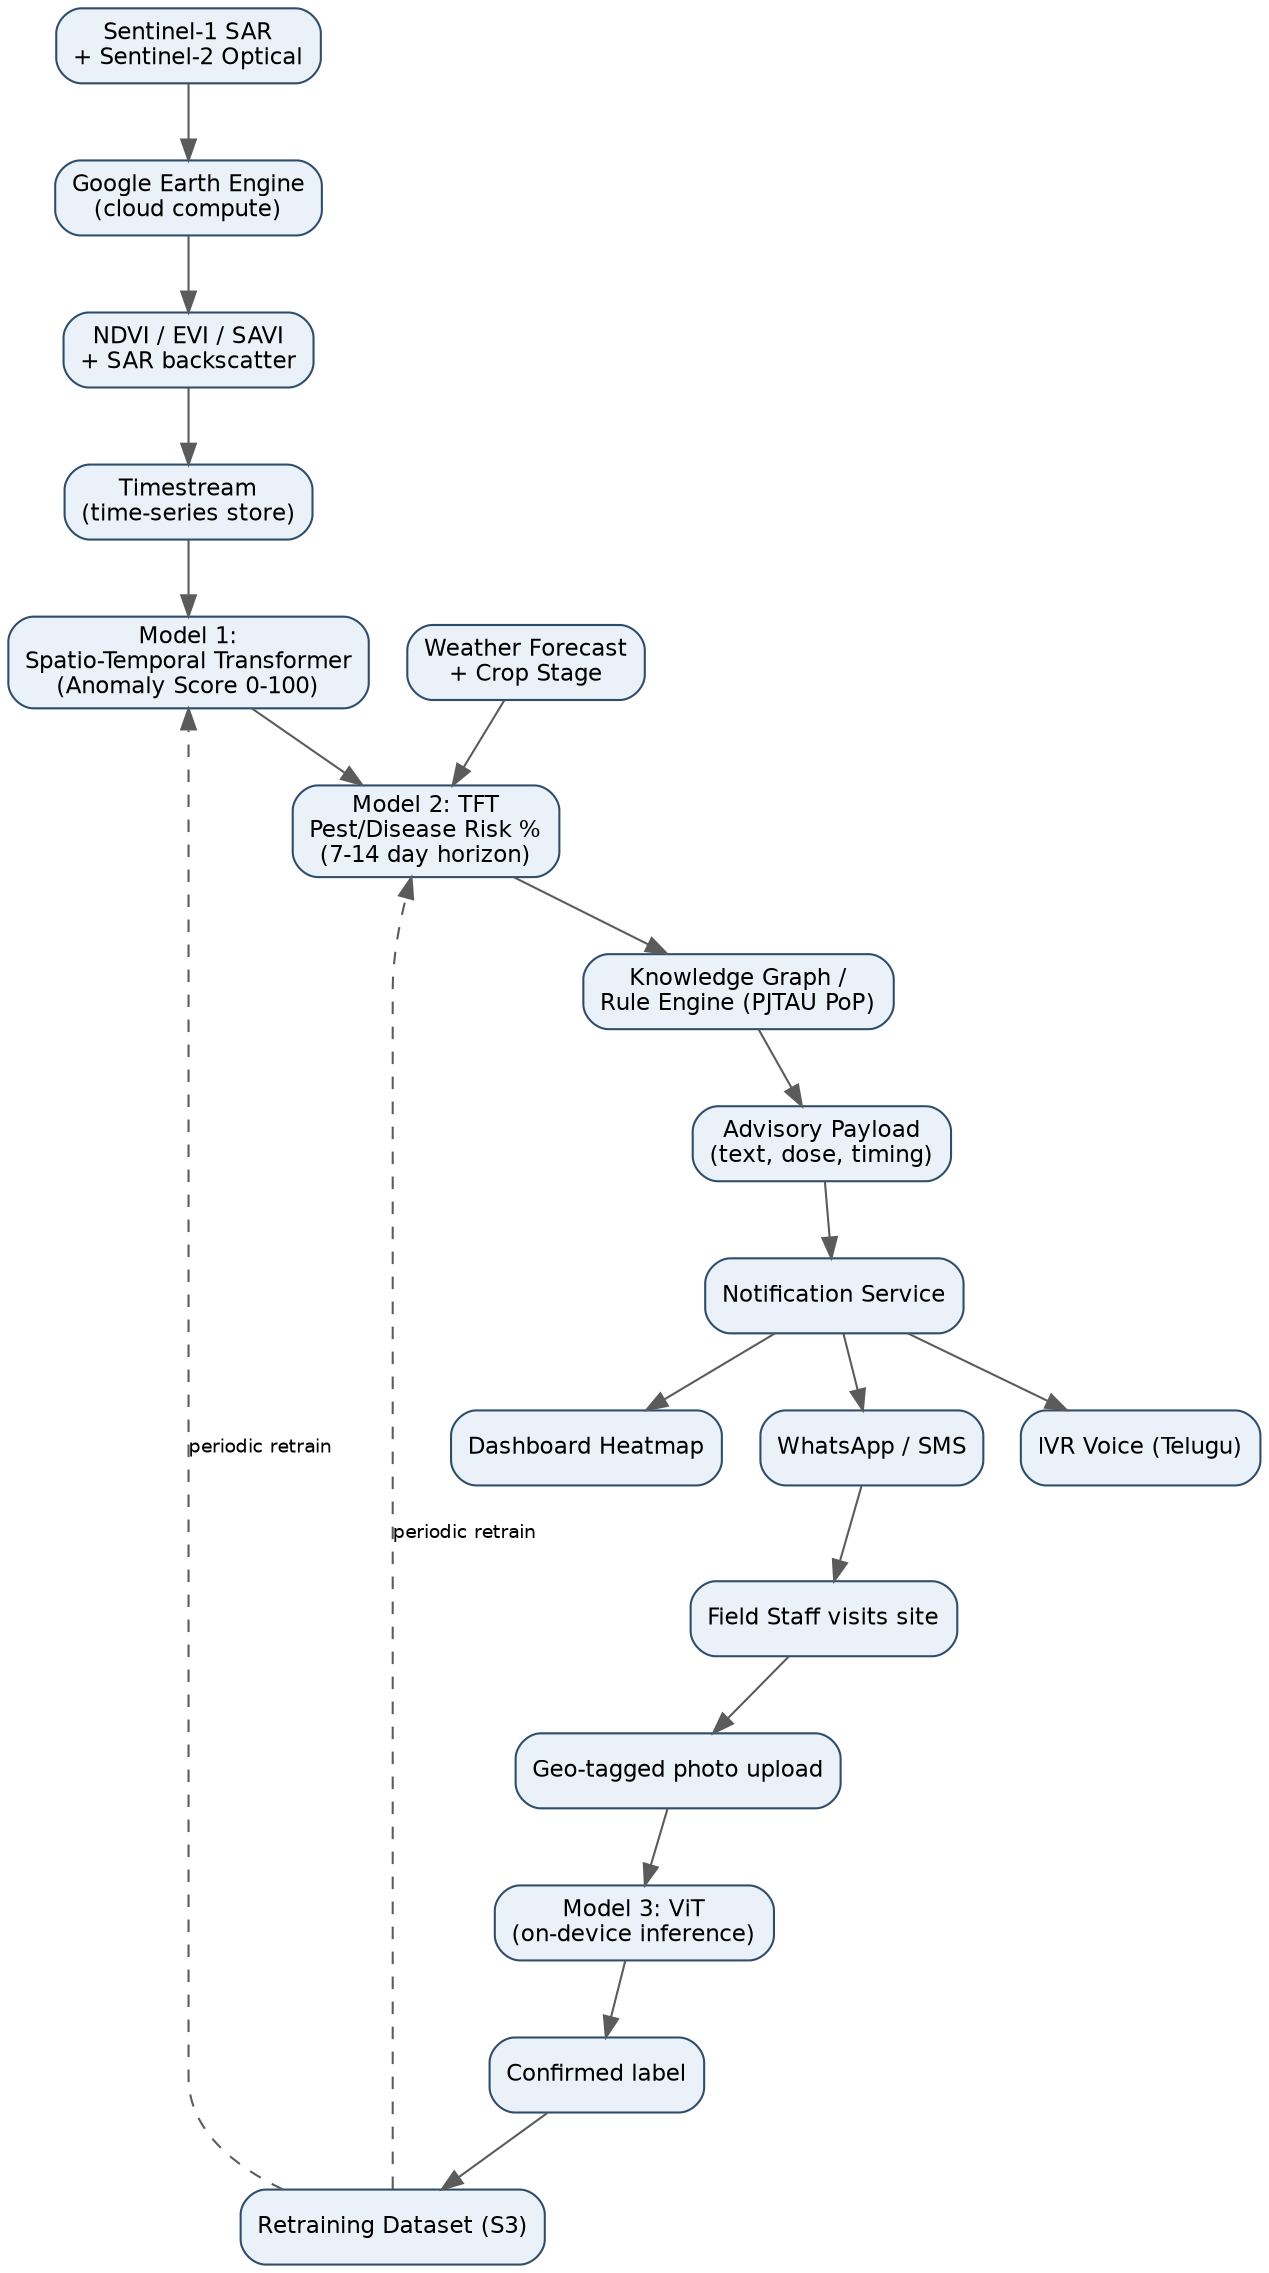 Sentinel-1 SAR
+ Sentinel-2 Optical
Google Earth Engine
(cloud compute)
NDVI / EVI / SAVI
+ SAR backscatter
Timestream
(time-series store)
Model 1:
Spatio-Temporal Transformer
(Anomaly Score 0-100)
Weather Forecast
+ Crop Stage
Model 2: TFT
Pest/Disease Risk %
(7-14 day horizon)
Knowledge Graph /
Rule Engine (PJTAU PoP)
Advisory Payload
(text, dose, timing)
Notification Service
Dashboard Heatmap
WhatsApp / SMS
IVR Voice (Telugu)
periodic retrain
periodic retrain
Field Staff visits site
Geo-tagged photo upload
Model 3: ViT
(on-device inference)
Confirmed label
Retraining Dataset (S3)